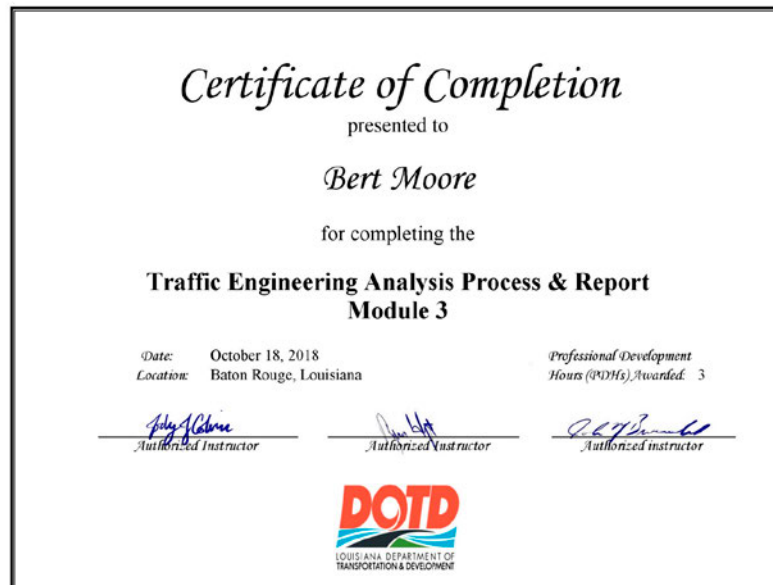 Certificate of Completion
presented to
Bert Moore
for completing the
Traffic Engineering Analysis Process & Report
Module 3
Date: October 18, 2018
Location: Baton Rouge, Louisiana
Professional Development
Hours (PDHs) Awarded: 3
Authorized Instructor
Authorized Instructor
Authorized instructor
DOTD
LOUISIANA DEPARTMENT OF
TRANSPORTATION & DEVELOPMENT